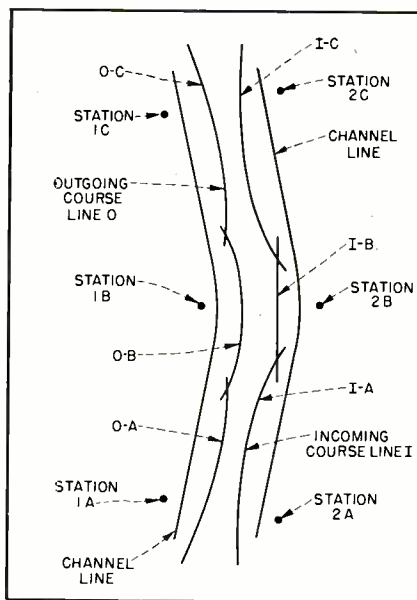 I-C
O-C
STATION
2C
STATION
1C
CHANNEL
LINE
OUTGOING
COURSE
LINE O
I-B
STATION
1B
STATION
2B
O-B
I-A
O-A
INCOMING
COURSE LINE I
STATION
1A
STATION
2A
CHANNEL
LINE